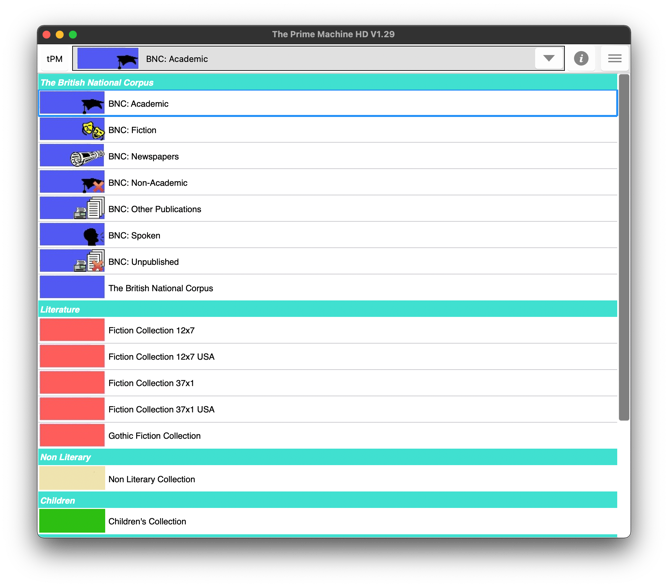 The Prime Machine HD V1.29
tPM
BNC: Academic
The British National Corpus
BNC: Academic
BNC: Fiction
BNC: Newspapers
BNC: Non-Academic
BNC: Other Publications
BNC: Spoken
BNC: Unpublished
The British National Corpus
Literature
Fiction Collection 12x7
Fiction Collection 12x7 USA
Fiction Collection 37x1
Fiction Collection 37x1 USA
Gothic Fiction Collection
Non Literary
Non Literary Collection
Children
Children's Collection